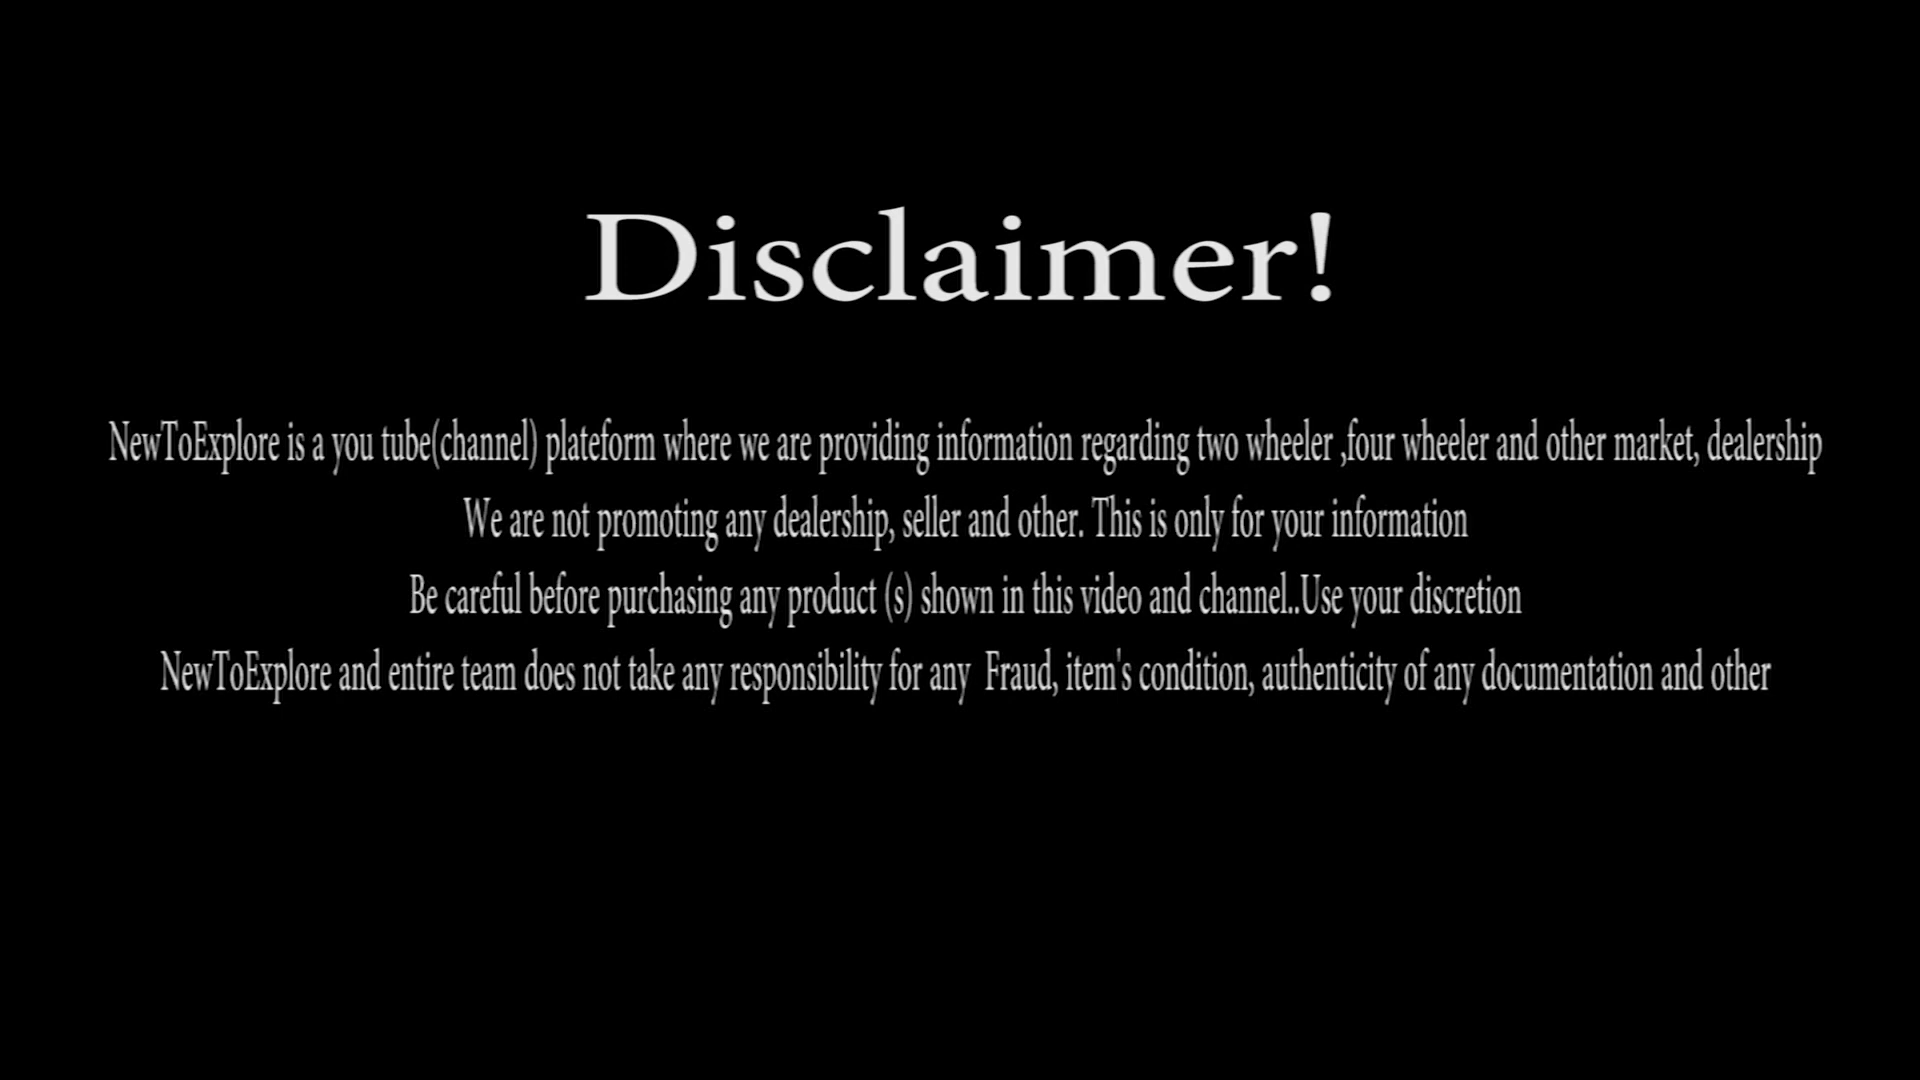 Disclaimer!
NewToExplore is a you tube(channel) plateform where we are providing information regarding two wheeler ,four wheeler and other market, dealership
We are not promoting any dealership, seller and other. This is only for your information
Be careful before purchasing any product (s) shown in this video and channel..Use your discretion
NewToExplore and entire team does not take any responsibility for any  Fraud, item's condition, authenticity of any documentation and other